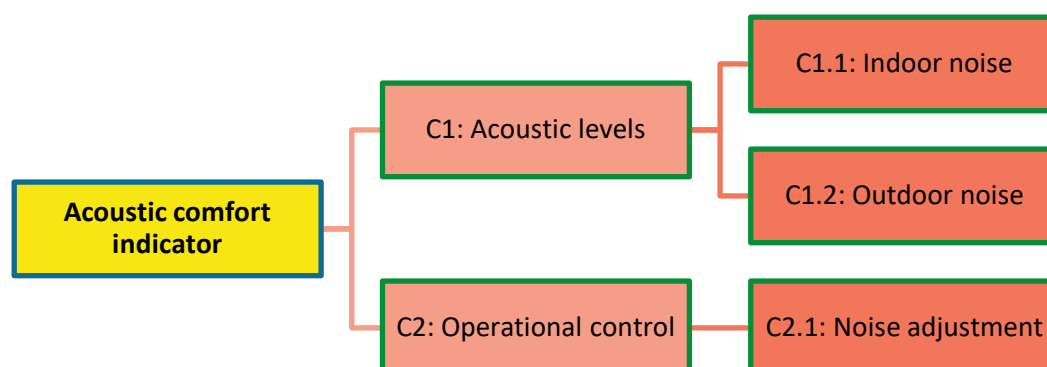 C1.1: Indoor noise
C1: Acoustic levels
C1.2: Outdoor noise
Acoustic comfort
indicator
C2: Operational control
C2.1: Noise adjustment